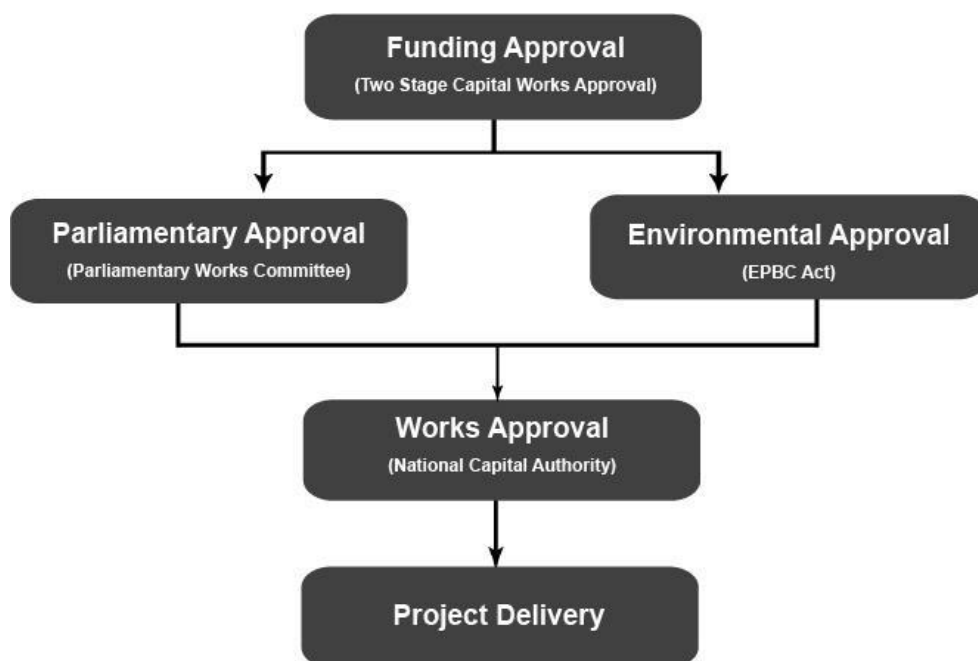 Funding Approval
(Two Stage Capital Works Approval)
Parliamentary Approval
(Parliamentary Works Committee)
Environmental Approval
(EPBC Act)
Works Approval
(National Capital Authority)
Project Delivery